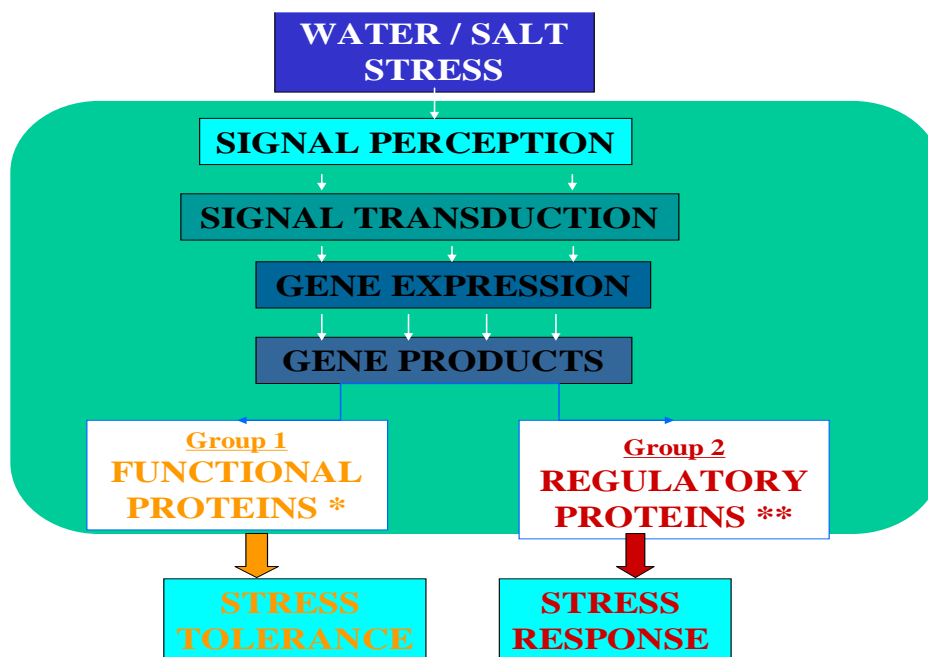 WATER / SALT
STRESS
SIGNAL PERCEPTION
SIGNAL TRANSDUCTION
GENE EXPRESSION
GENE PRODUCTS
Group 1
FUNCTIONAL
PROTEINS *
Group 2
REGULATORY
PROTEINS **
STRESS
TOLERANCE
STRESS
RESPONSE